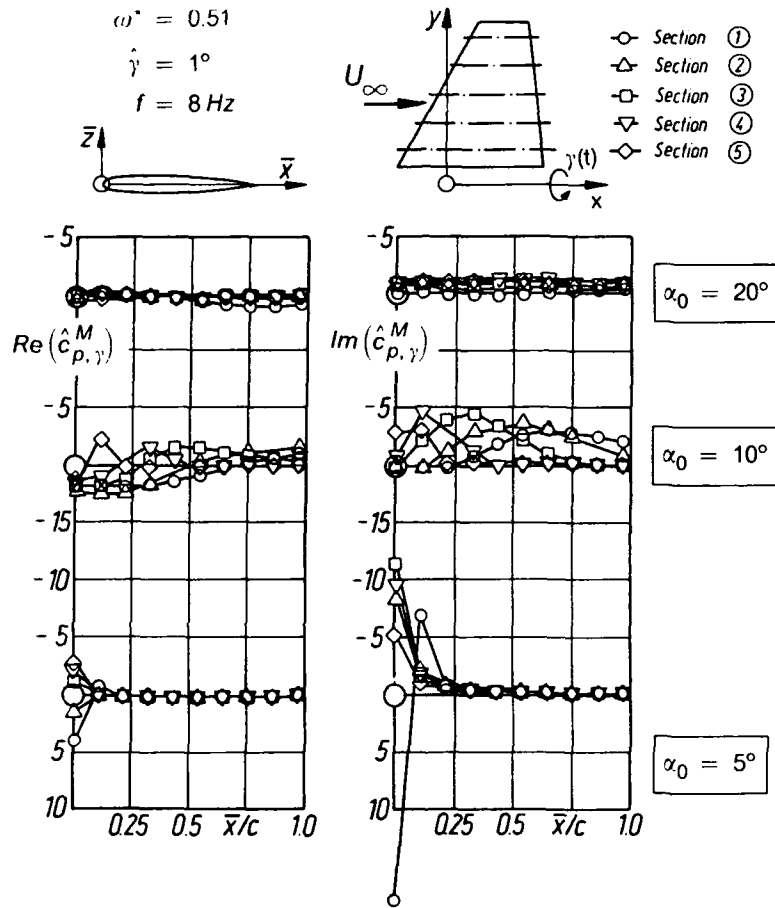 ω* = 0.51
γ̂ = 1°
f = 8 Hz
z̅
x̅
y
U∞
γ(t)
x
Section ①
Section ②
Section ③
Section ④
Section ⑤
-5
Re(ĉ^M_p,γ)
-5
-15
-10
-5
5
10
0.25 0.5 x̅/c 1.0
-5
Im(ĉ^M_p,γ)
-5
-15
-10
-5
5
10
0.25 0.5 x̅/c 1.0
α₀ = 20°
α₀ = 10°
α₀ = 5°